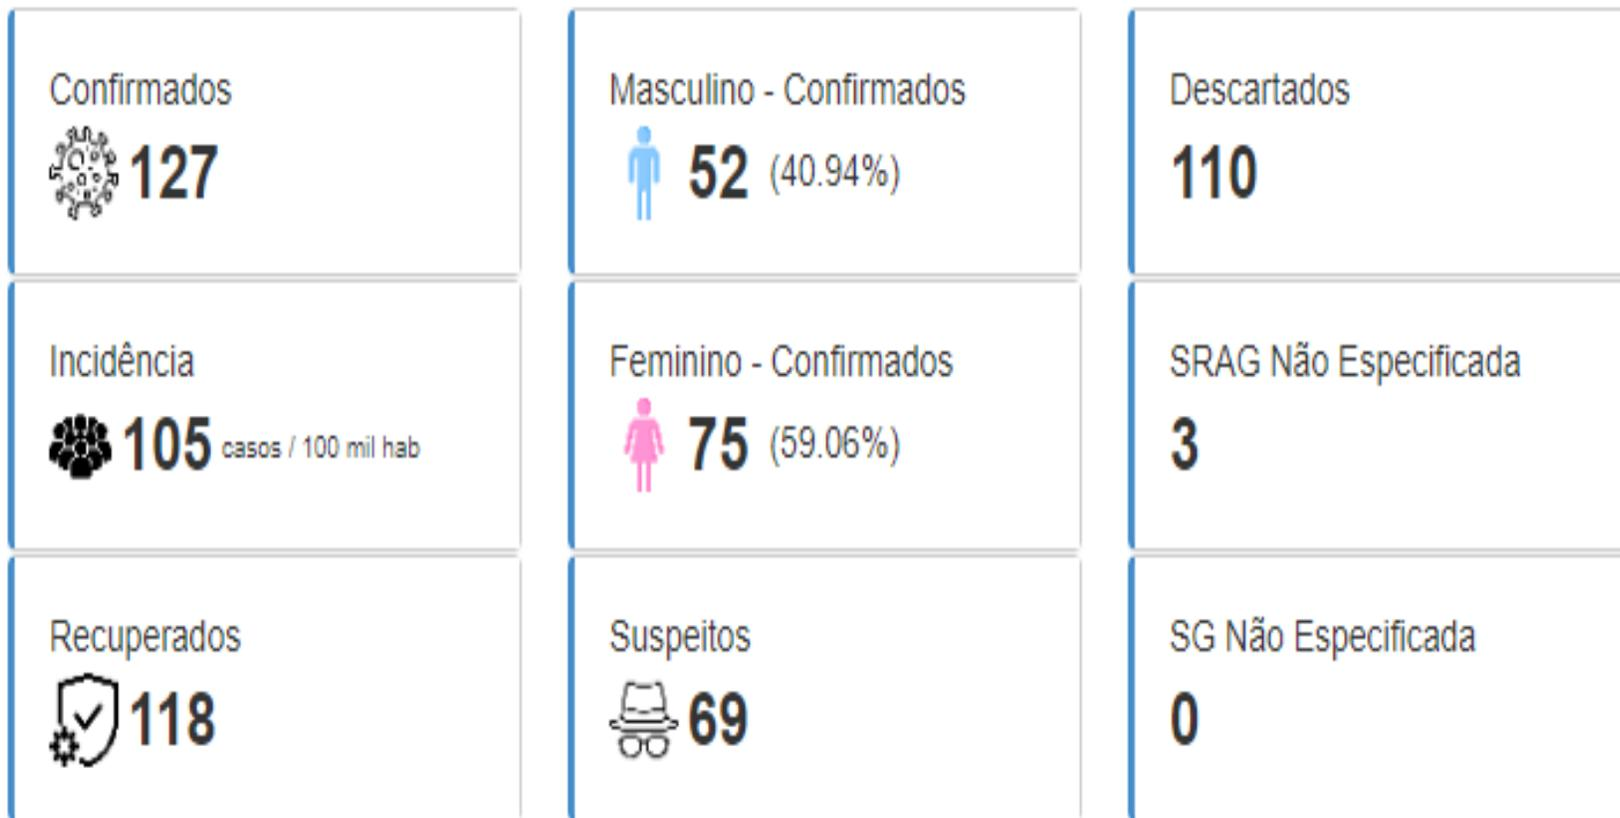 Confirmados
127
Masculino - Confirmados
52 (40.94%)
Descartados
110
Incidência
105 casos / 100 mil hab
Feminino - Confirmados
75 (59.06%)
SRAG Não Especificada
3
Recuperados
118
Suspeitos
69
SG Não Especificada
0